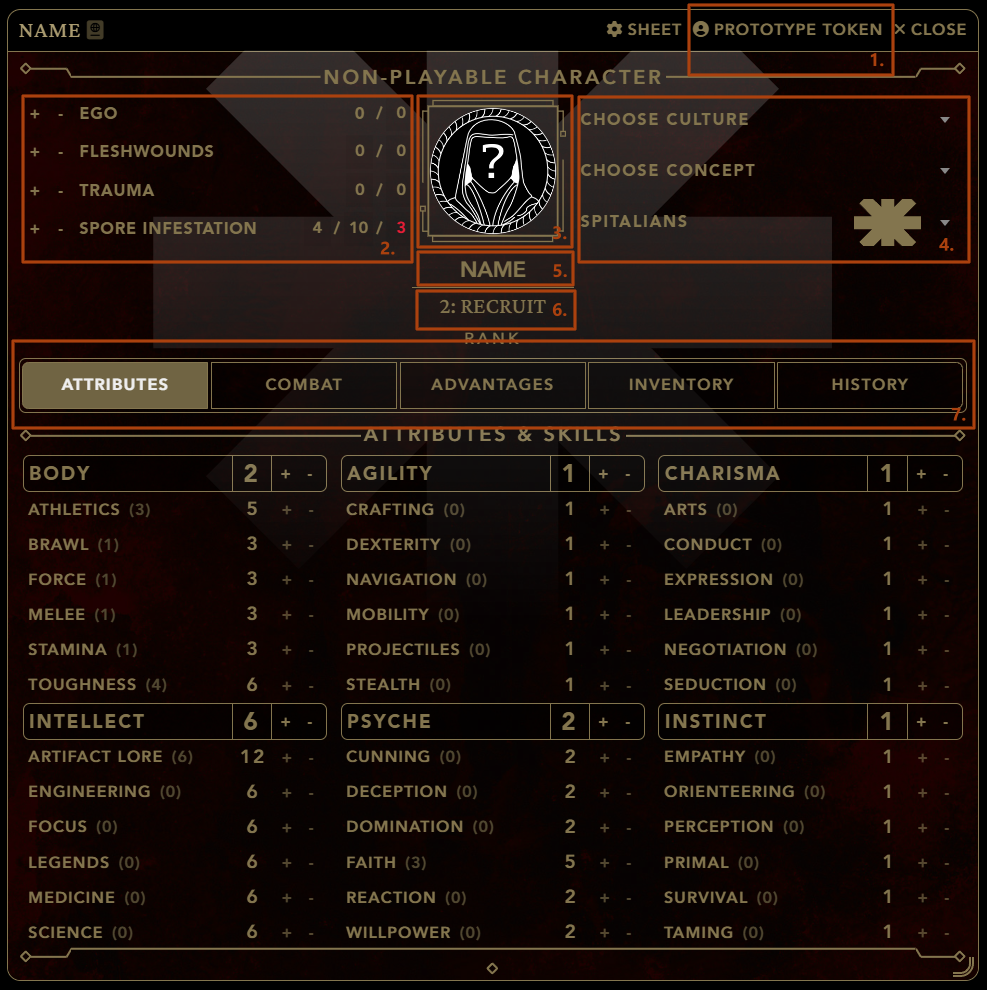 NAME SHEET PROTOTYPE TOKEN × CLOSE
1.
NON-PLAYABLE CHARACTER
+ - EGO 0 / 0
+ - FLESHWOUNDS 0 / 0
+ - TRAUMA 0 / 0
+ - SPORE INFESTATION 4 / 10 / 3
2.
?
3.
CHOOSE CULTURE
CHOOSE CONCEPT
SPITALIANS
4.
NAME 5.
2: RECRUIT 6.
RANK
ATTRIBUTES COMBAT ADVANTAGES INVENTORY HISTORY
7.
ATTRIBUTES & SKILLS
BODY 2 + - AGILITY 1 + - CHARISMA 1 + -
ATHLETICS (3) 5 + - CRAFTING (0) 1 + - ARTS (0) 1 + -
BRAWL (1) 3 + - DEXTERITY (0) 1 + - CONDUCT (0) 1 + -
FORCE (1) 3 + - NAVIGATION (0) 1 + - EXPRESSION (0) 1 + -
MELEE (1) 3 + - MOBILITY (0) 1 + - LEADERSHIP (0) 1 + -
STAMINA (1) 3 + - PROJECTILES (0) 1 + - NEGOTIATION (0) 1 + -
TOUGHNESS (4) 6 + - STEALTH (0) 1 + - SEDUCTION (0) 1 + -
INTELLECT 6 + - PSYCHE 2 + - INSTINCT 1 + -
ARTIFACT LORE (6) 12 + - CUNNING (0) 2 + - EMPATHY (0) 1 + -
ENGINEERING (0) 6 + - DECEPTION (0) 2 + - ORIENTEERING (0) 1 + -
FOCUS (0) 6 + - DOMINATION (0) 2 + - PERCEPTION (0) 1 + -
LEGENDS (0) 6 + - FAITH (3) 5 + - PRIMAL (0) 1 + -
MEDICINE (0) 6 + - REACTION (0) 2 + - SURVIVAL (0) 1 + -
SCIENCE (0) 6 + - WILLPOWER (0) 2 + - TAMING (0) 1 + -